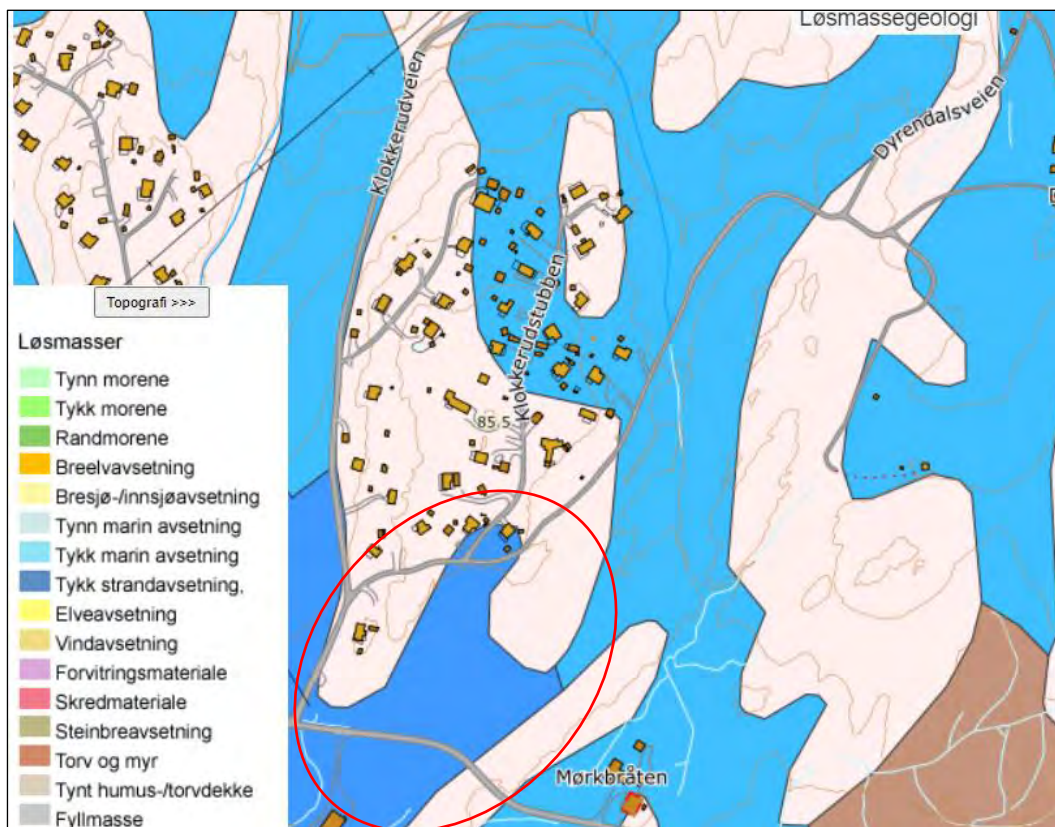 Løsmassegeologi
Klokkerudveien
Dyrendalsveien
Klokkerudstubben
85,5
Mørkbråten
Topografi >>>
Løsmasser
Tynn morene
Tykk morene
Randmorene
Breelvavsetning
Bresjø-/innsjøavsetning
Tynn marin avsetning
Tykk marin avsetning
Tykk strandavsetning,
Elveavsetning
Vindavsetning
Forvitringsmateriale
Skredmateriale
Steinbreavsetning
Torv og myr
Tynt humus-/torvdekke
Fyllmasse